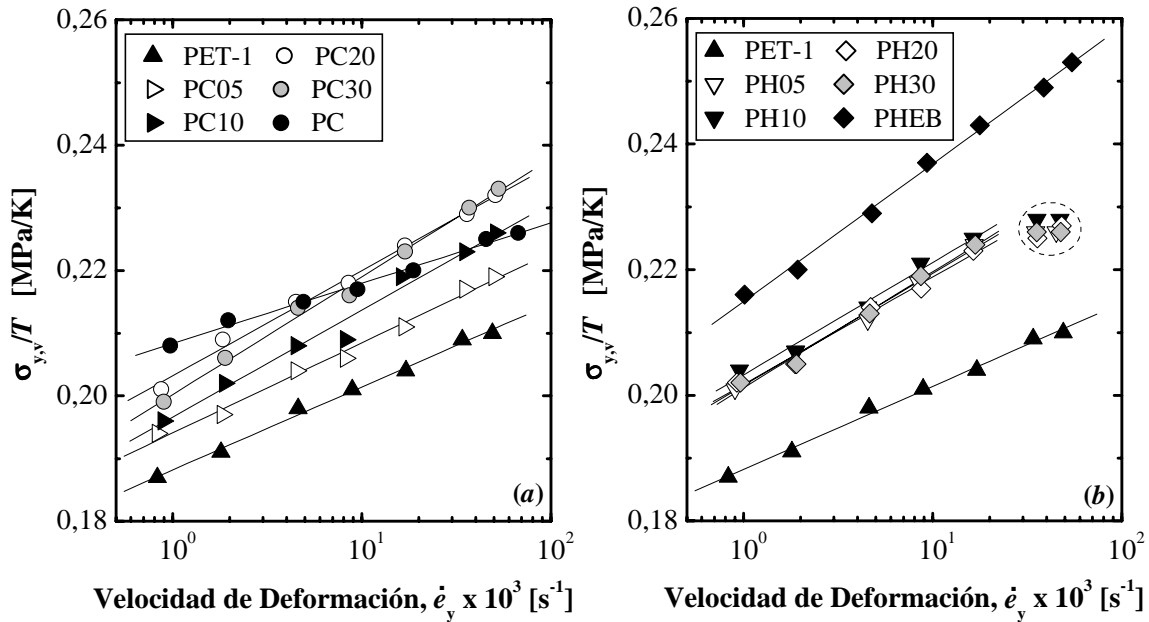 0,26
0,24
0,22
0,20
0,18
σy,v/T [MPa/K]
PET-1
PC05
PC10
PC20
PC30
PC
(a)
10⁰
10¹
10²
Velocidad de Deformación, ėy x 10³ [s⁻¹]
0,26
0,24
0,22
0,20
0,18
σy,v/T [MPa/K]
PET-1
PH05
PH10
PH20
PH30
PHEB
(b)
10⁰
10¹
10²
Velocidad de Deformación, ėy x 10³ [s⁻¹]